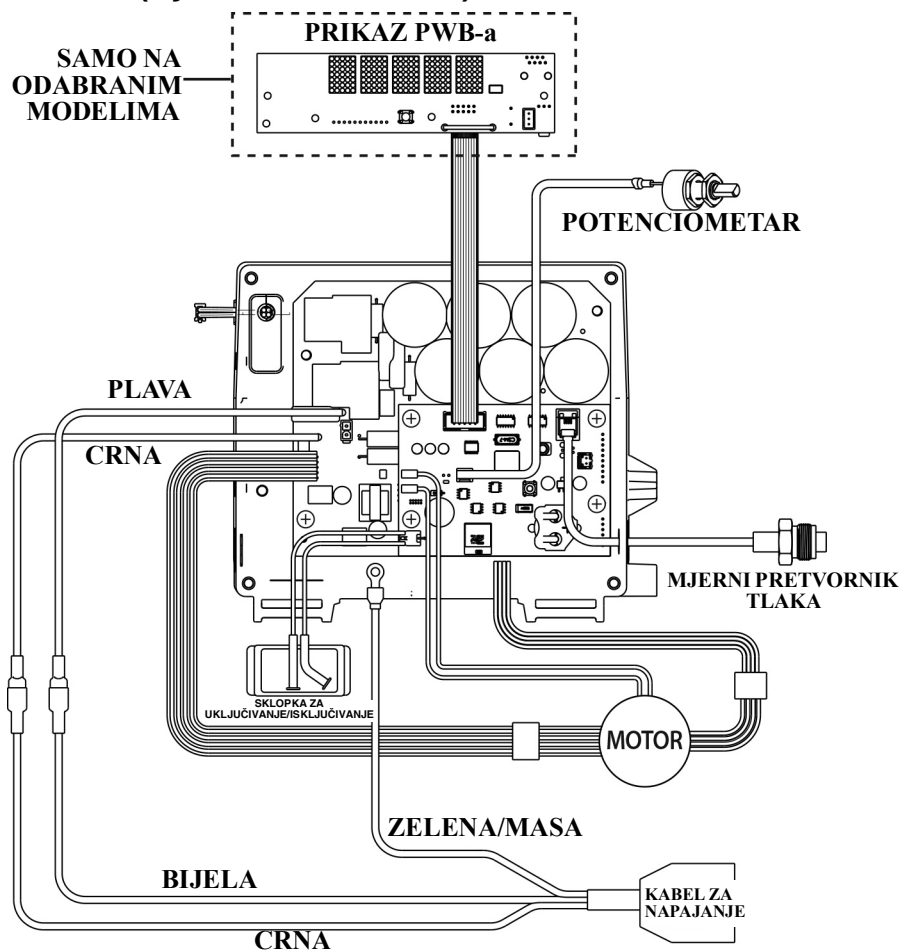 PRIKAZ PWB-a
SAMO NA
ODABRANIM
MODELIMA
POTENCIOMETAR
PLAVA
CRNA
MJERNI PRETVORNIK
TLAKA
SKLOPKA ZA
UKLJUČIVANJE/ISKLJUČIVANJE
MOTOR
ZELENA/MASA
BIJELA
KABEL ZA
NAPAJANJE
CRNA